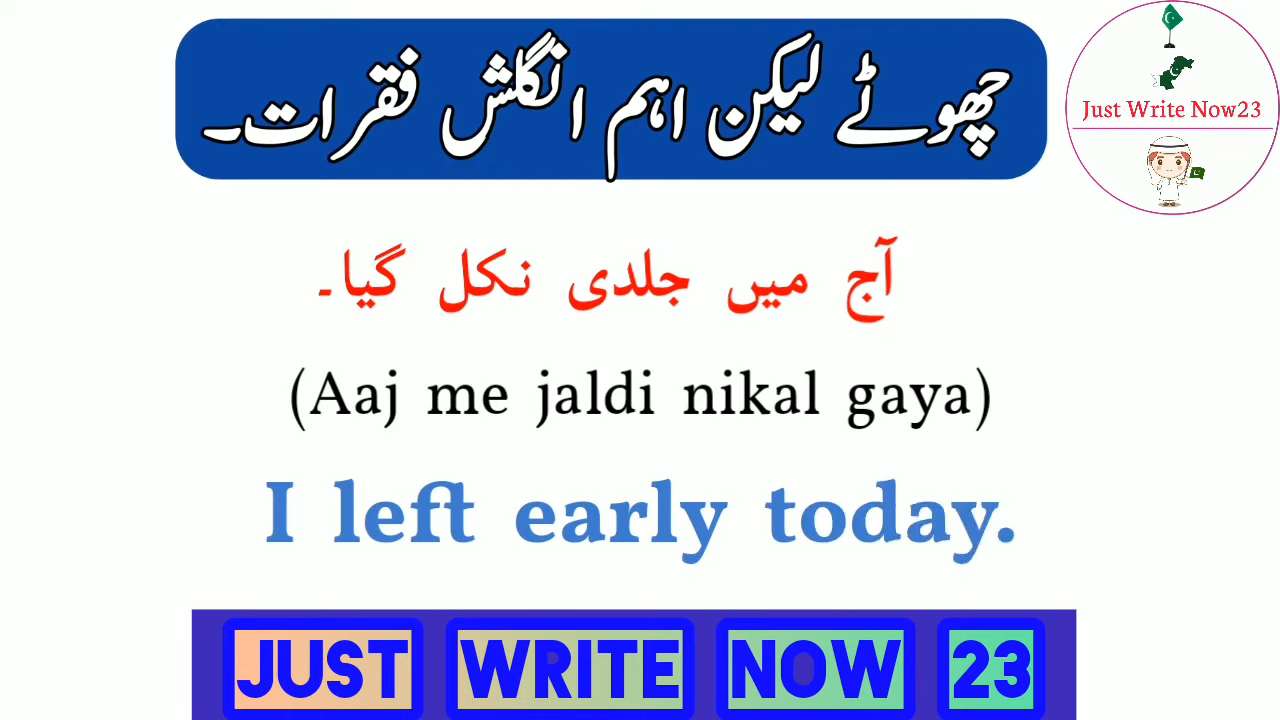 چھوٹے لیکن اہم انگلش فقرات۔
Just Write Now23
آج میں جلدی نکل گیا۔
(Aaj me jaldi nikal gaya)
I left early today.
JUST WRITE NOW 23